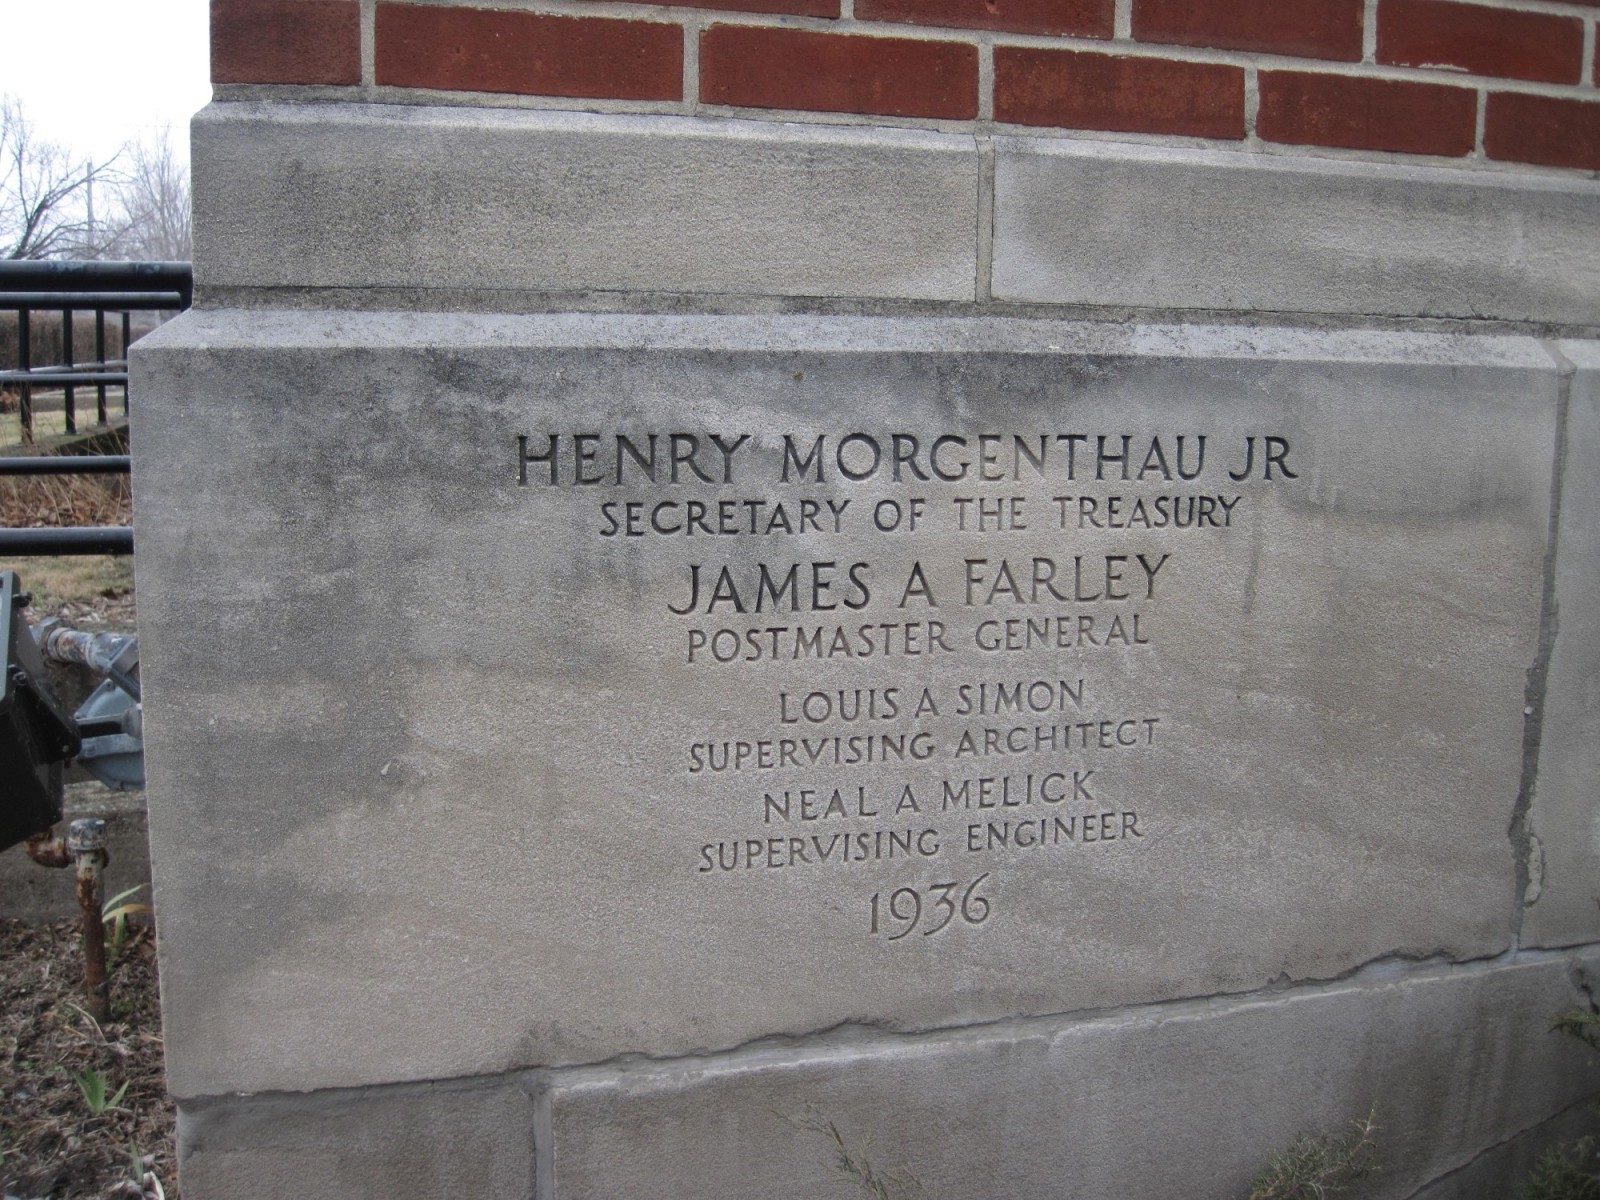 HENRY MORGENTHAU JR
SECRETARY OF THE TREASURY
JAMES A FARLEY
POSTMASTER GENERAL
LOUIS A SIMON
SUPERVISING ARCHITECT
NEAL A MELICK
SUPERVISING ENGINEER
1936